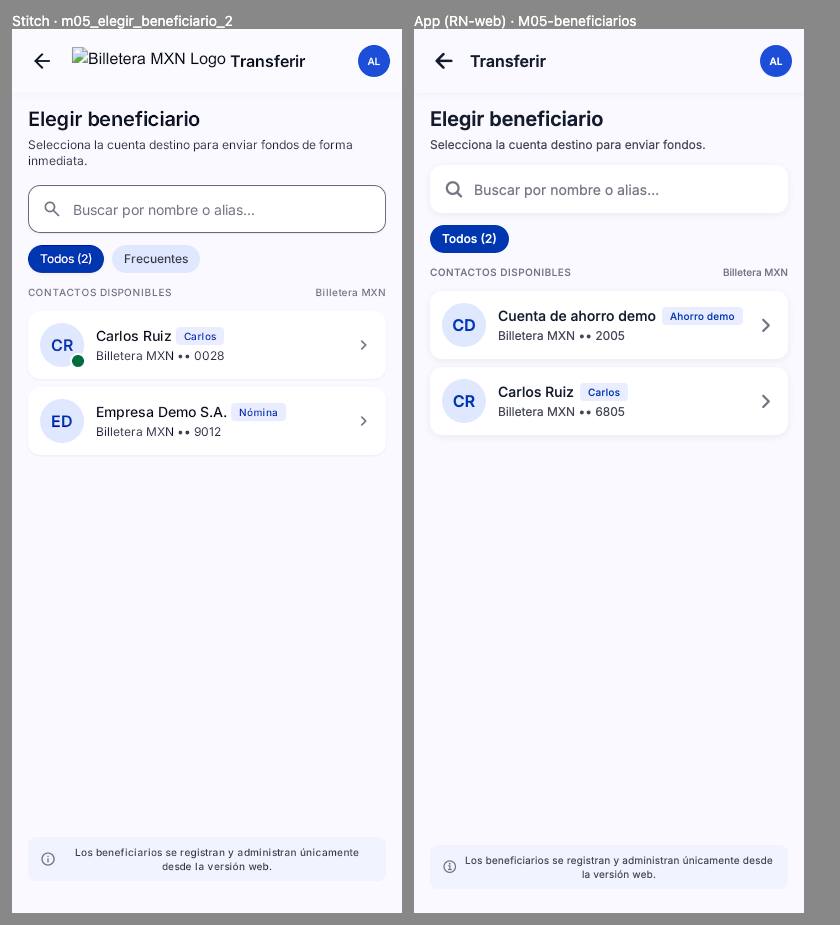 Stitch · m05_elegir_beneficiario_2
Billetera MXN Logo Transferir
AL
Elegir beneficiario
Selecciona la cuenta destino para enviar fondos de forma
inmediata.
Buscar por nombre o alias...
Todos (2)
Frecuentes
CONTACTOS DISPONIBLES
Billetera MXN
CR
Carlos Ruiz Carlos
Billetera MXN •• 0028
ED
Empresa Demo S.A. Nómina
Billetera MXN •• 9012
Los beneficiarios se registran y administran únicamente
desde la versión web.
App (RN-web) · M05-beneficiarios
Transferir
AL
Elegir beneficiario
Selecciona la cuenta destino para enviar fondos.
Buscar por nombre o alias...
Todos (2)
CONTACTOS DISPONIBLES
Billetera MXN
CD
Cuenta de ahorro demo Ahorro demo
Billetera MXN •• 2005
CR
Carlos Ruiz Carlos
Billetera MXN •• 6805
Los beneficiarios se registran y administran únicamente desde
la versión web.